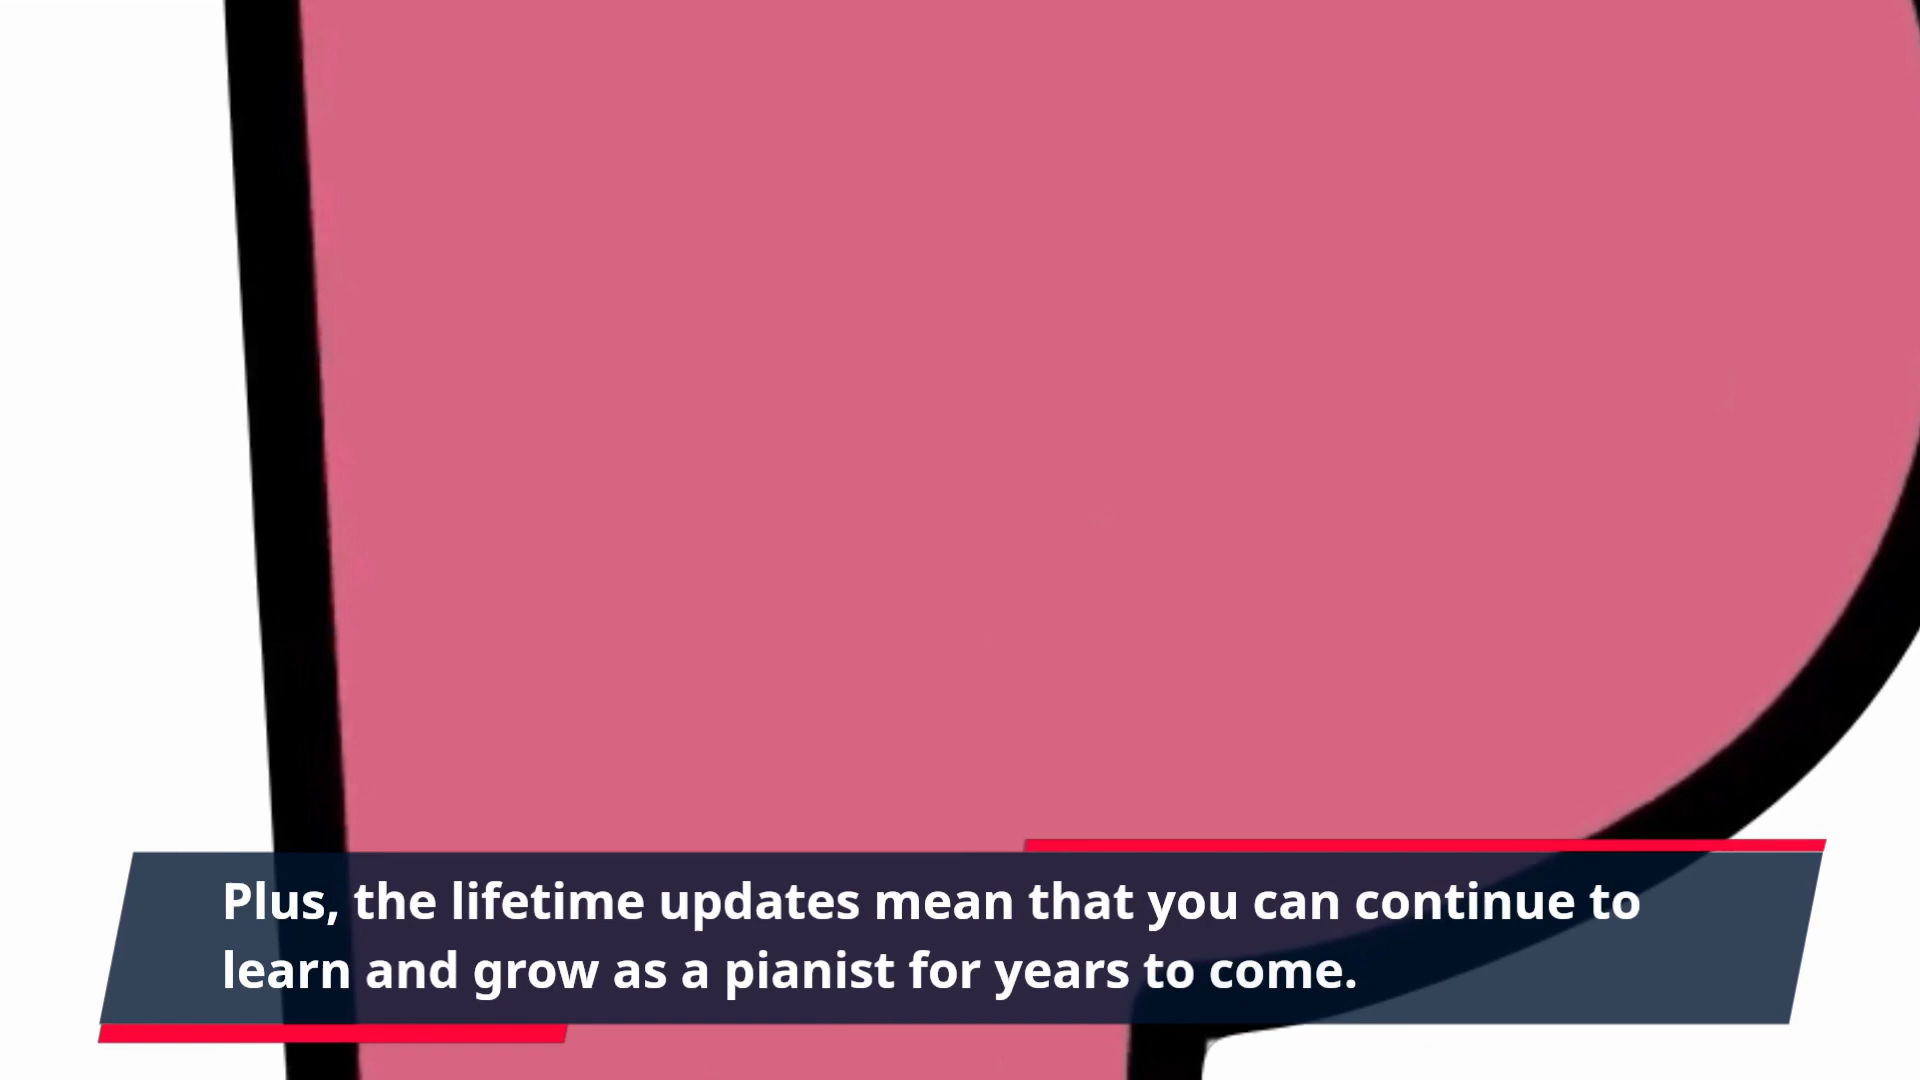 Plus, the lifetime updates mean that you can continue to
learn and grow as a pianist for years to come.